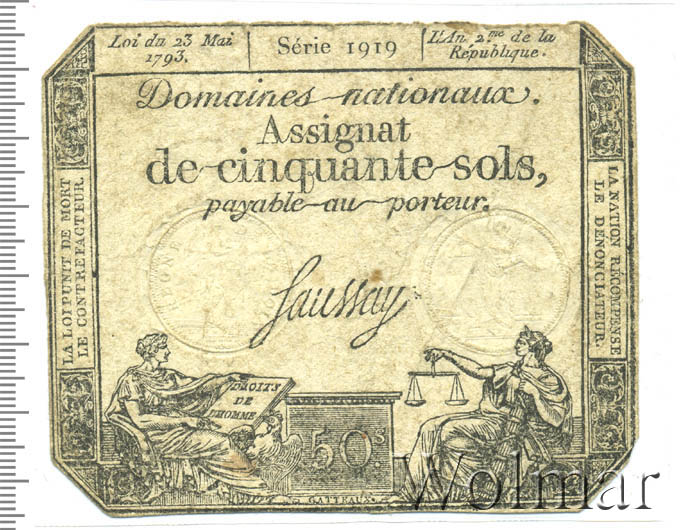 Loi du 23 Mai
1793.
Série 1919
L'An 2me de la
République.
Domaines nationaux.
Assignat
de cinquante sols,
payable au porteur.
LA LOI PUNIT DE MORT
LE CONTREFACTEUR.
LA NATION RÉCOMPENSE
LE DÉNONCIATEUR.
Saussay
DROITS
DE
L'HOMME
50s
GATTEAUX
Wolmar